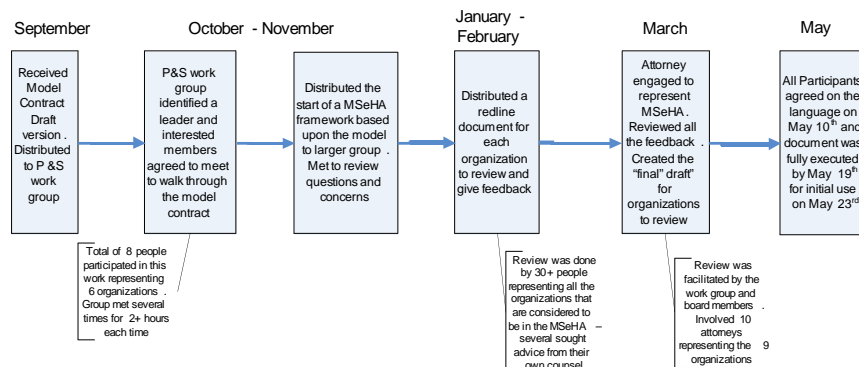 September
October - November
January -
February
March
May
Received
Model
Contract
Draft
version .
Distributed
to P &S
work
group
P&S work
group
identified a
leader and
interested
members
agreed to meet
to walk through
the model
contract
Distributed the
start of a MSeHA
framework based
upon the model
to larger group .
Met to review
questions and
concerns
Distributed a
redline
document for
each
organization
to review and
give feedback
Attorney
engaged to
represent
MSeHA.
Reviewed all
the feedback .
Created the
“final” draft”
for
organizations
to review
All Participants
agreed on the
language on
May 10th and
document was
fully executed
by May 19th
for initial use
on May 23rd
Total of 8 people
participated in this
work representing
6 organizations .
Group met several
times for 2+ hours
each time
Review was done
by 30+ people
representing all the
organizations that
are considered to
be in the MSeHA –
several sought
advice from their
own counsel
Review was
facilitated by the
work group and
board members .
Involved 10
attorneys
representing the 9
organizations